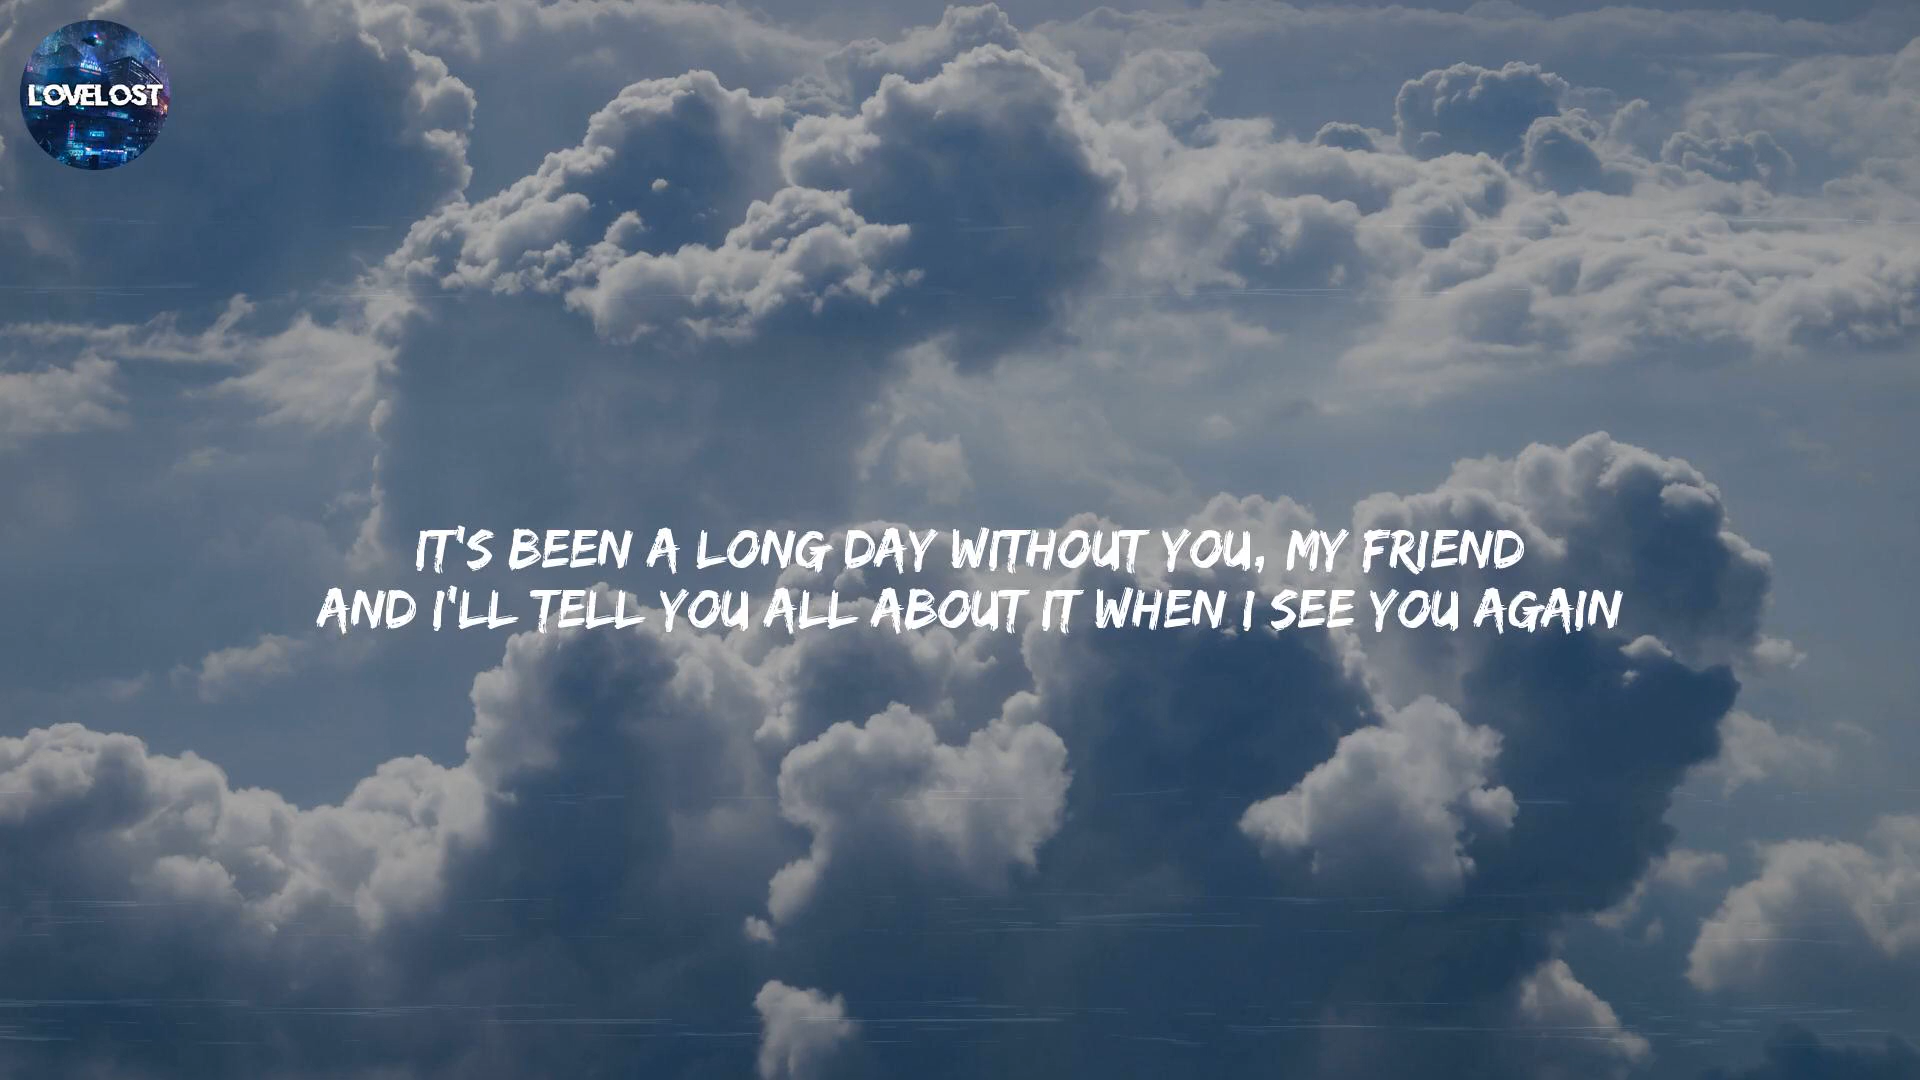 LOVELOST
IT'S BEEN A LONG DAY WITHOUT YOU, MY FRIEND
AND I'LL TELL YOU ALL ABOUT IT WHEN I SEE YOU AGAIN